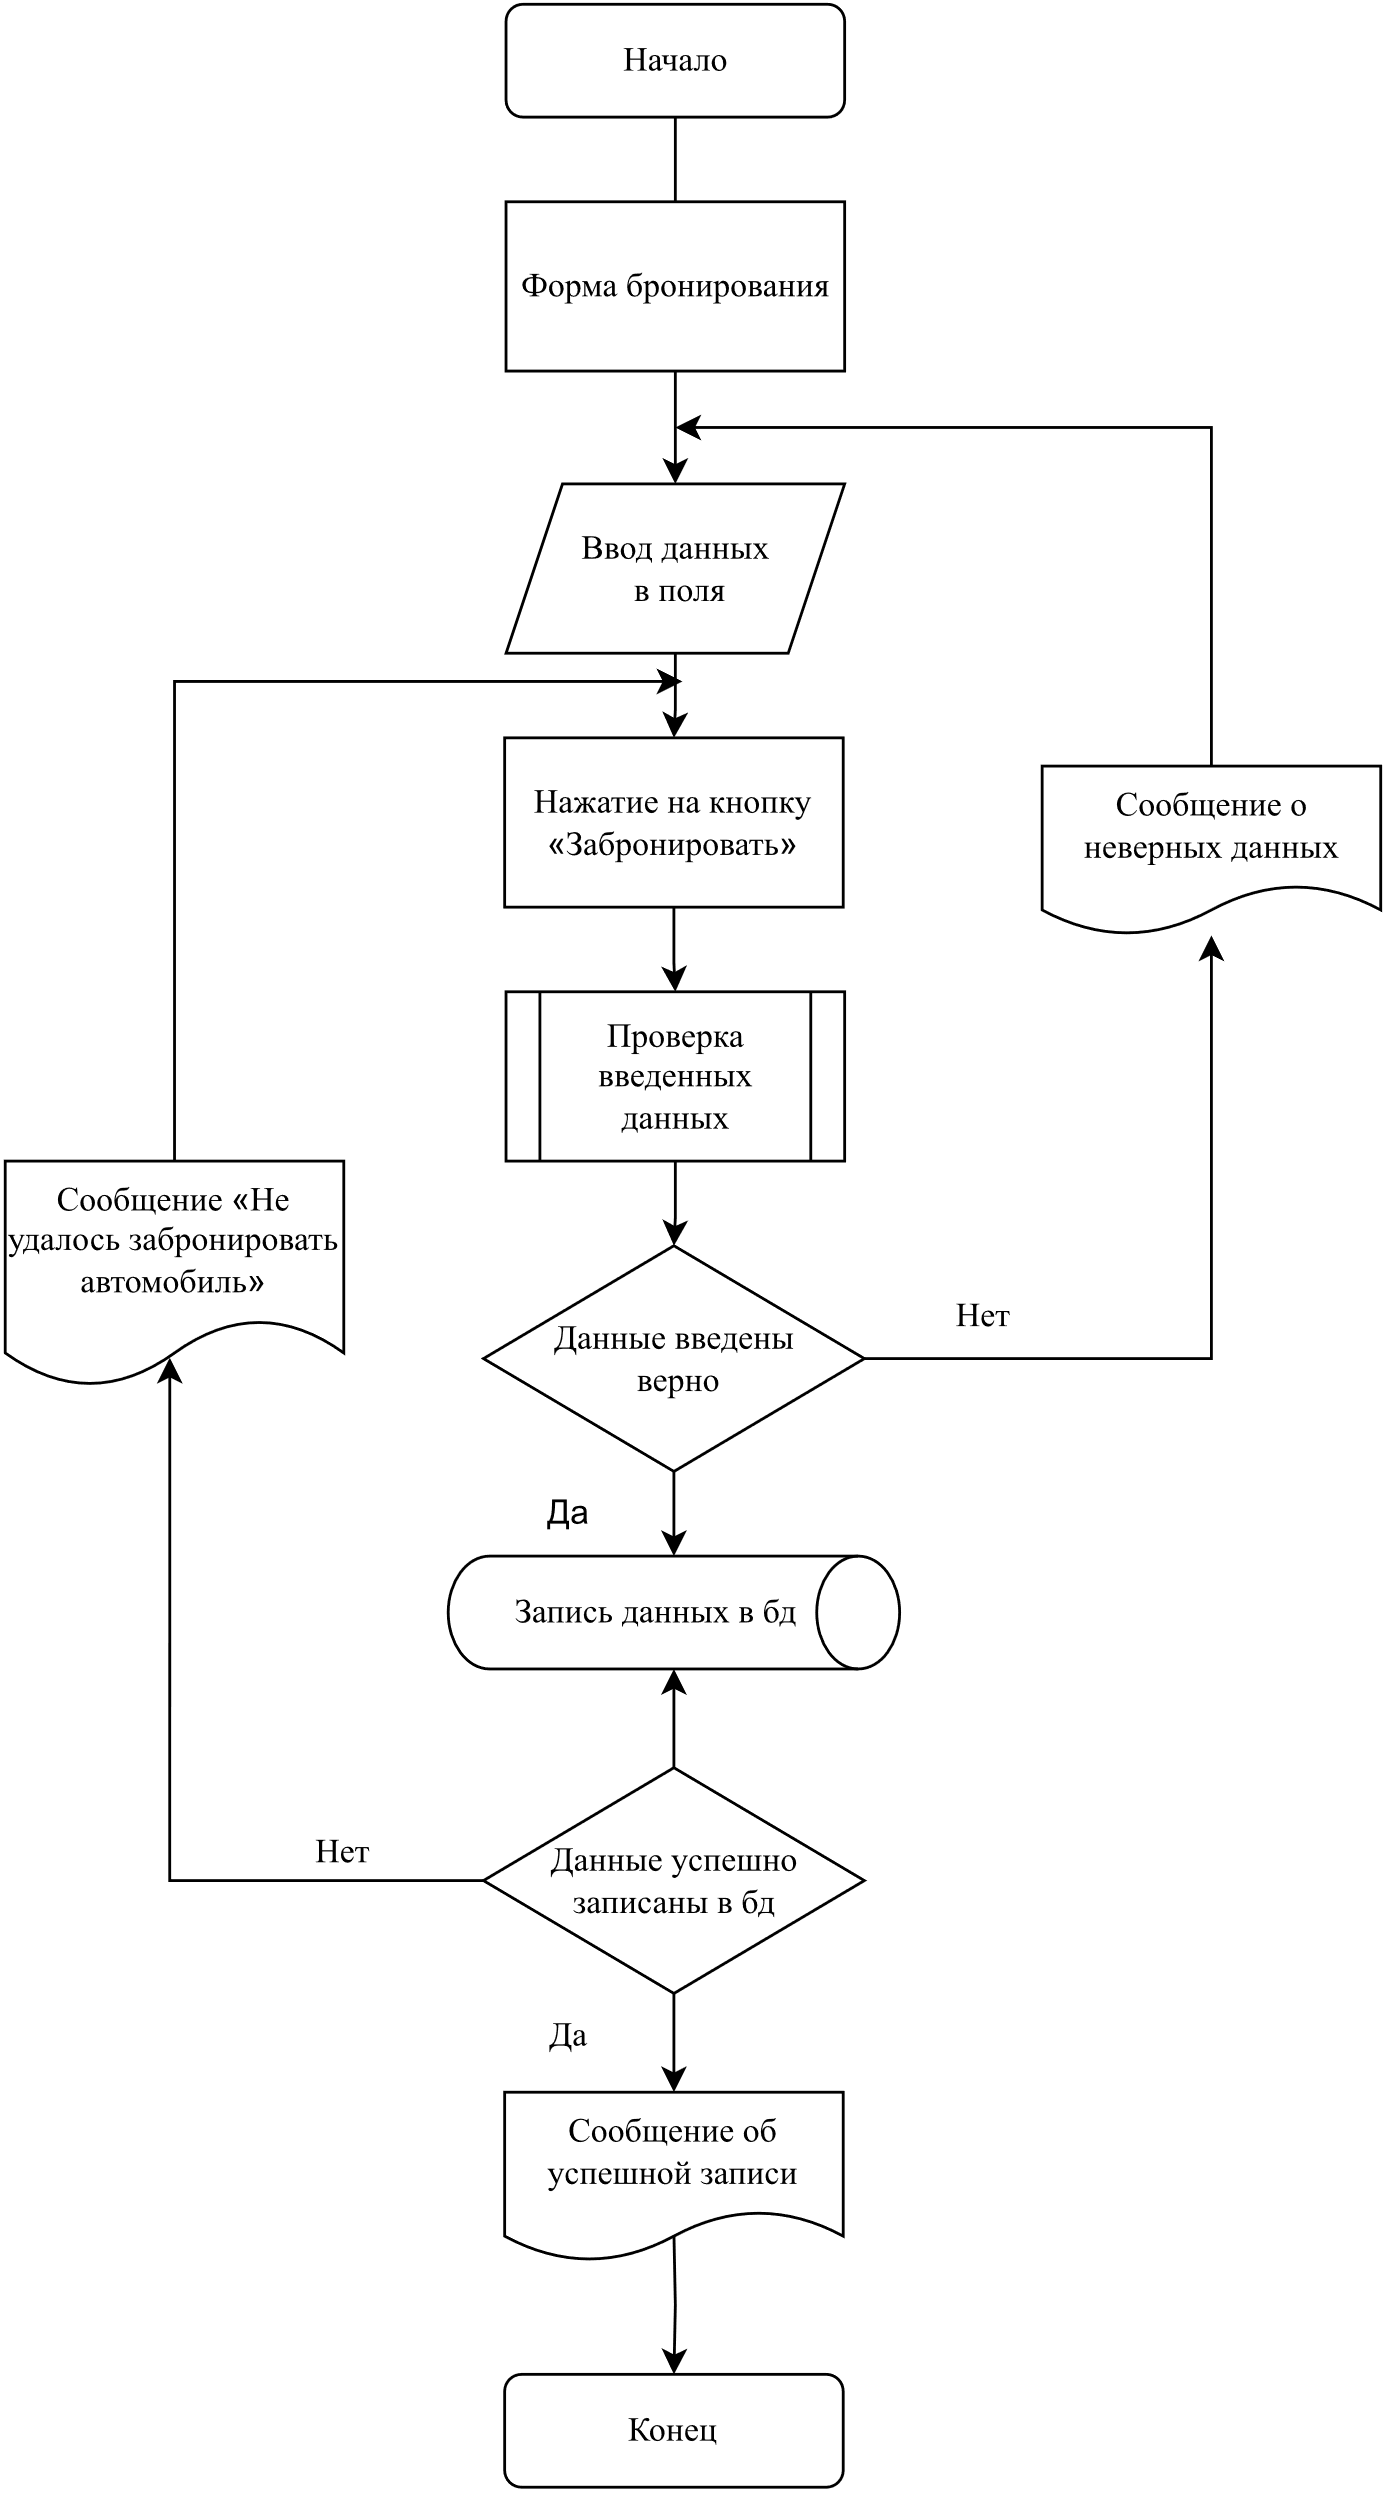 Начало
Форма бронирования
Ввод данных
в поля
Нажатие на кнопку
«Забронировать»
Сообщение о
неверных данных
Проверка
введенных
данных
Сообщение «Не
удалось забронировать
автомобиль»
Данные введены
верно
Нет
Да
Запись данных в бд
Нет
Данные успешно
записаны в бд
Да
Сообщение об
успешной записи
Конец